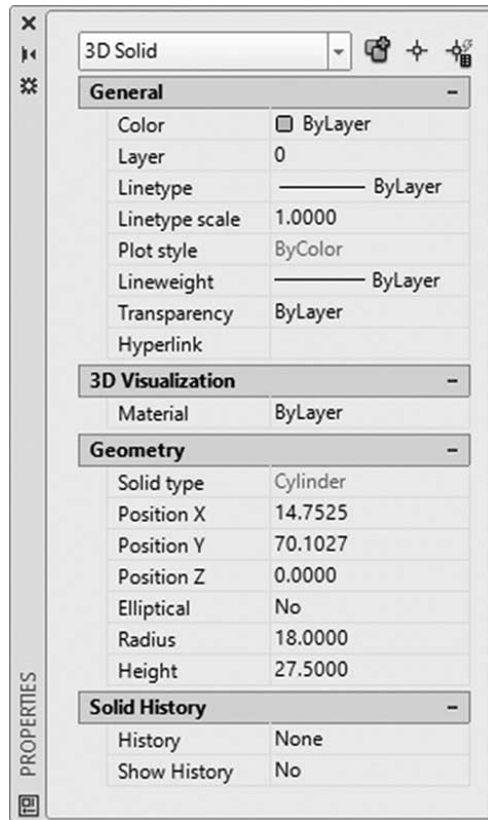 3D Solid
General
Color ByLayer
Layer 0
Linetype ByLayer
Linetype scale 1.0000
Plot style ByColor
Lineweight ByLayer
Transparency ByLayer
Hyperlink
3D Visualization
Material ByLayer
Geometry
Solid type Cylinder
Position X 14.7525
Position Y 70.1027
Position Z 0.0000
Elliptical No
Radius 18.0000
Height 27.5000
Solid History
History None
Show History No
PROPERTIES